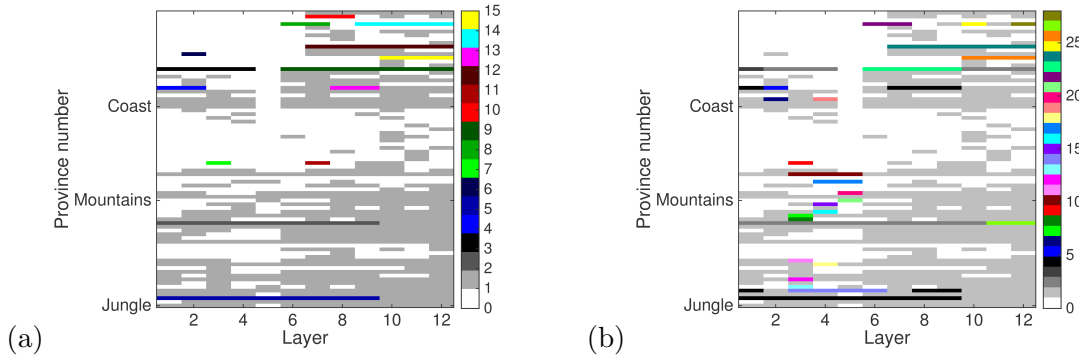 Province number
Coast
Mountains
Jungle
2 4 6 8 10 12
Layer
15
14
13
12
11
10
9
8
7
6
5
4
3
2
1
0
(a)
Province number
Coast
Mountains
Jungle
2 4 6 8 10 12
Layer
25
20
15
10
5
0
(b)